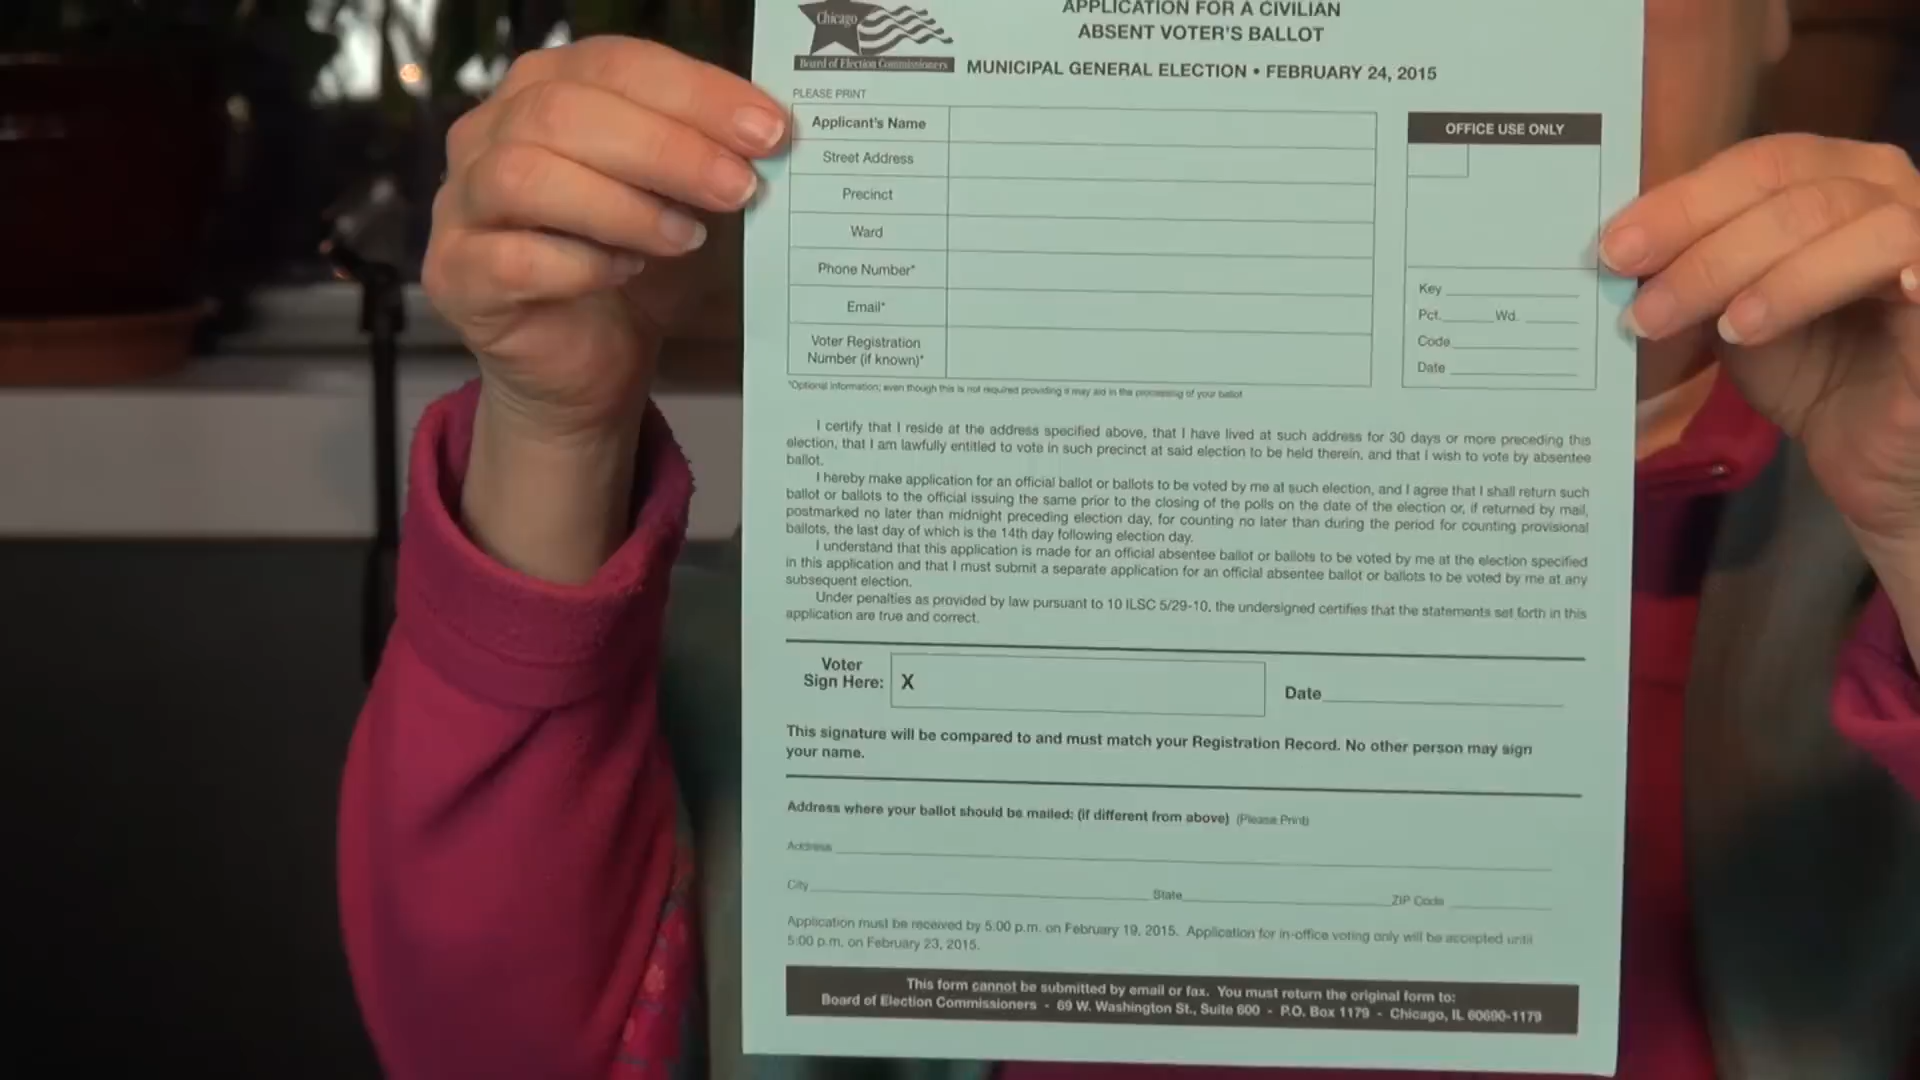 Chicago
Board of Election Commissioners
APPLICATION FOR A CIVILIAN
ABSENT VOTER'S BALLOT
MUNICIPAL GENERAL ELECTION • FEBRUARY 24, 2015
PLEASE PRINT
Applicant's Name
Street Address
Precinct
Ward
Phone Number*
Email*
Voter Registration
Number (if known)*
OFFICE USE ONLY
Key
Pct. Wd.
Code
Date
*Optional information; even though this is not required providing it may aid in the processing of your ballot
I certify that I reside at the address specified above, that I have lived at such address for 30 days or more preceding this
election, that I am lawfully entitled to vote in such precinct at said election to be held therein, and that I wish to vote by absentee
ballot.
I hereby make application for an official ballot or ballots to be voted by me at such election, and I agree that I shall return such
ballot or ballots to the official issuing the same prior to the closing of the polls on the date of the election or, if returned by mail,
postmarked no later than midnight preceding election day, for counting no later than during the period for counting provisional
ballots, the last day of which is the 14th day following election day.
I understand that this application is made for an official absentee ballot or ballots to be voted by me at the election specified
in this application and that I must submit a separate application for an official absentee ballot or ballots to be voted by me at any
subsequent election.
Under penalties as provided by law pursuant to 10 ILSC 5/29-10, the undersigned certifies that the statements set forth in this
application are true and correct.
Voter
Sign Here: X
Date
This signature will be compared to and must match your Registration Record. No other person may sign
your name.
Address where your ballot should be mailed: (if different from above) (Please Print)
Address
City State ZIP Code
Application must be received by 5:00 p.m. on February 19, 2015. Application for in-office voting only will be accepted until
5:00 p.m. on February 23, 2015.
This form cannot be submitted by email or fax. You must return the original form to:
Board of Election Commissioners - 69 W. Washington St., Suite 600 - P.O. Box 1179 - Chicago, IL 60690-1179